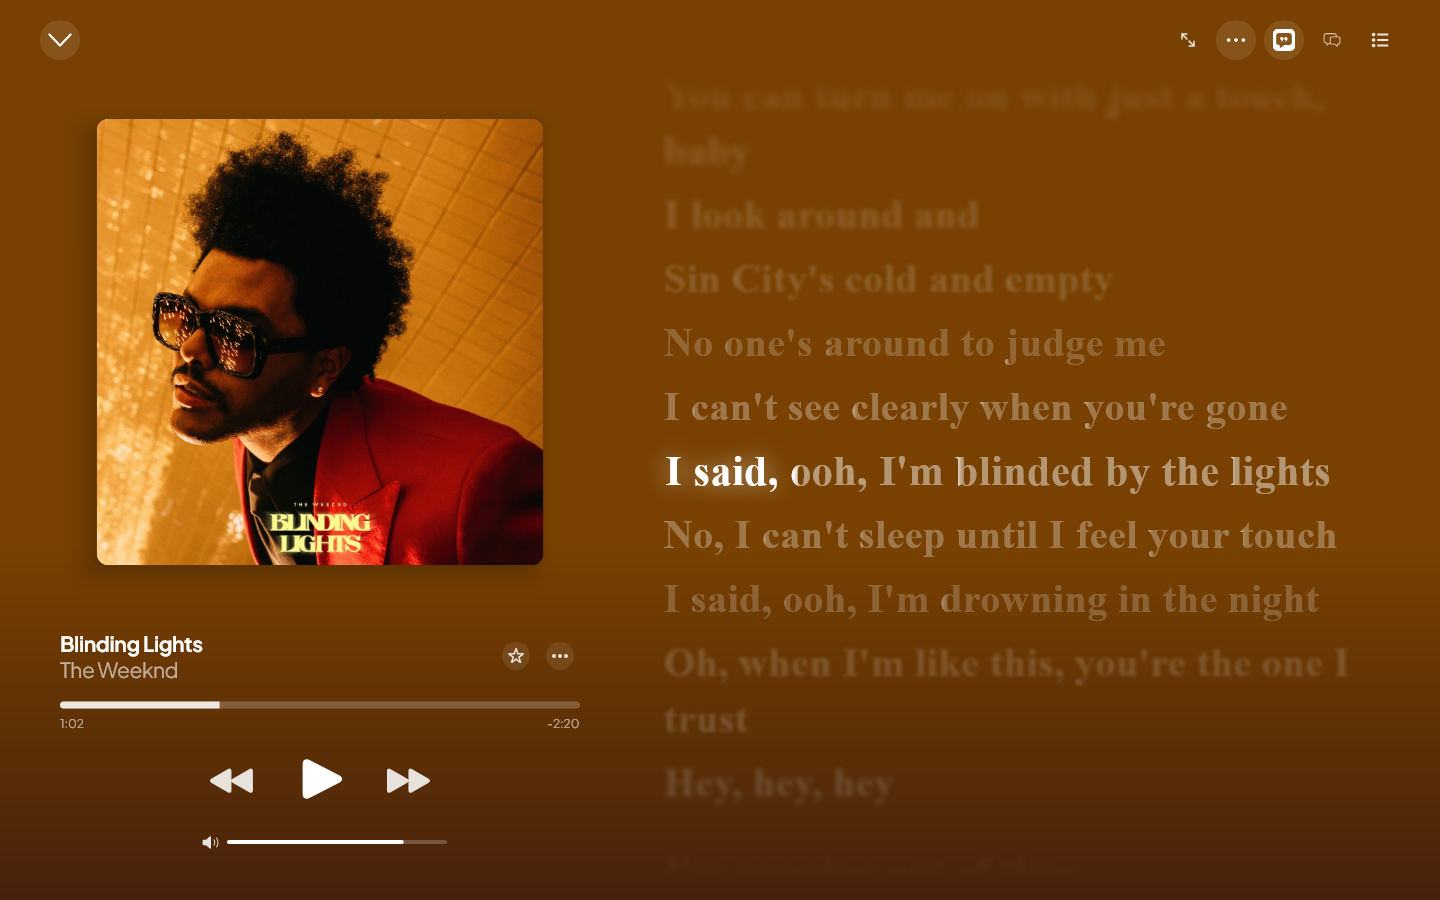 You can turn me on with just a touch,
baby
I look around and
Sin City's cold and empty
No one's around to judge me
I can't see clearly when you're gone
I said, ooh, I'm blinded by the lights
No, I can't sleep until I feel your touch
I said, ooh, I'm drowning in the night
Oh, when I'm like this, you're the one I
trust
Hey, hey, hey
THE WEEKND
BLINDING
LIGHTS
Blinding Lights
The Weeknd
1:02
-2:20